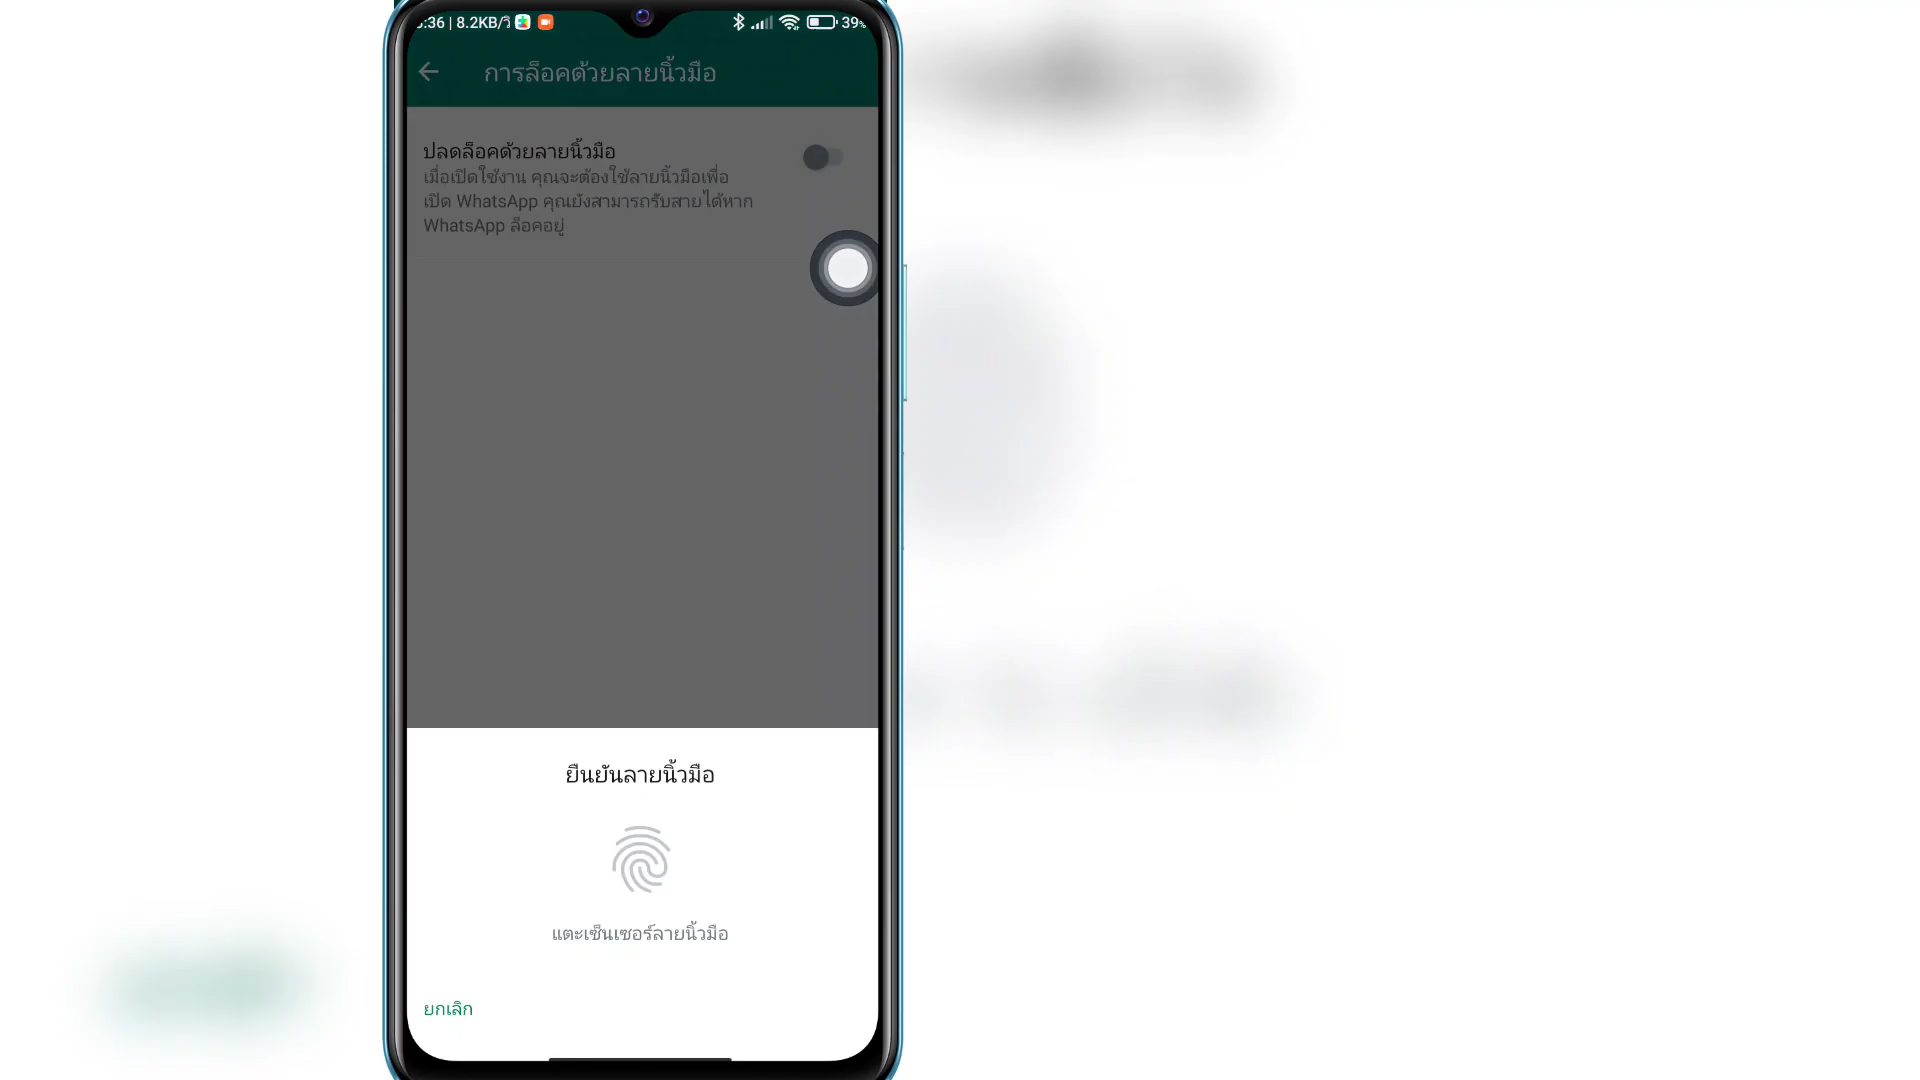 :36 | 8.2KB/วิ
39%
การล็อคด้วยลายนิ้วมือ
ปลดล็อคด้วยลายนิ้วมือ
เมื่อเปิดใช้งาน คุณจะต้องใช้ลายนิ้วมือเพื่อ
เปิด WhatsApp คุณยังสามารถรับสายได้หาก
WhatsApp ล็อคอยู่
ยืนยันลายนิ้วมือ
แตะเซ็นเซอร์ลายนิ้วมือ
ยกเลิก